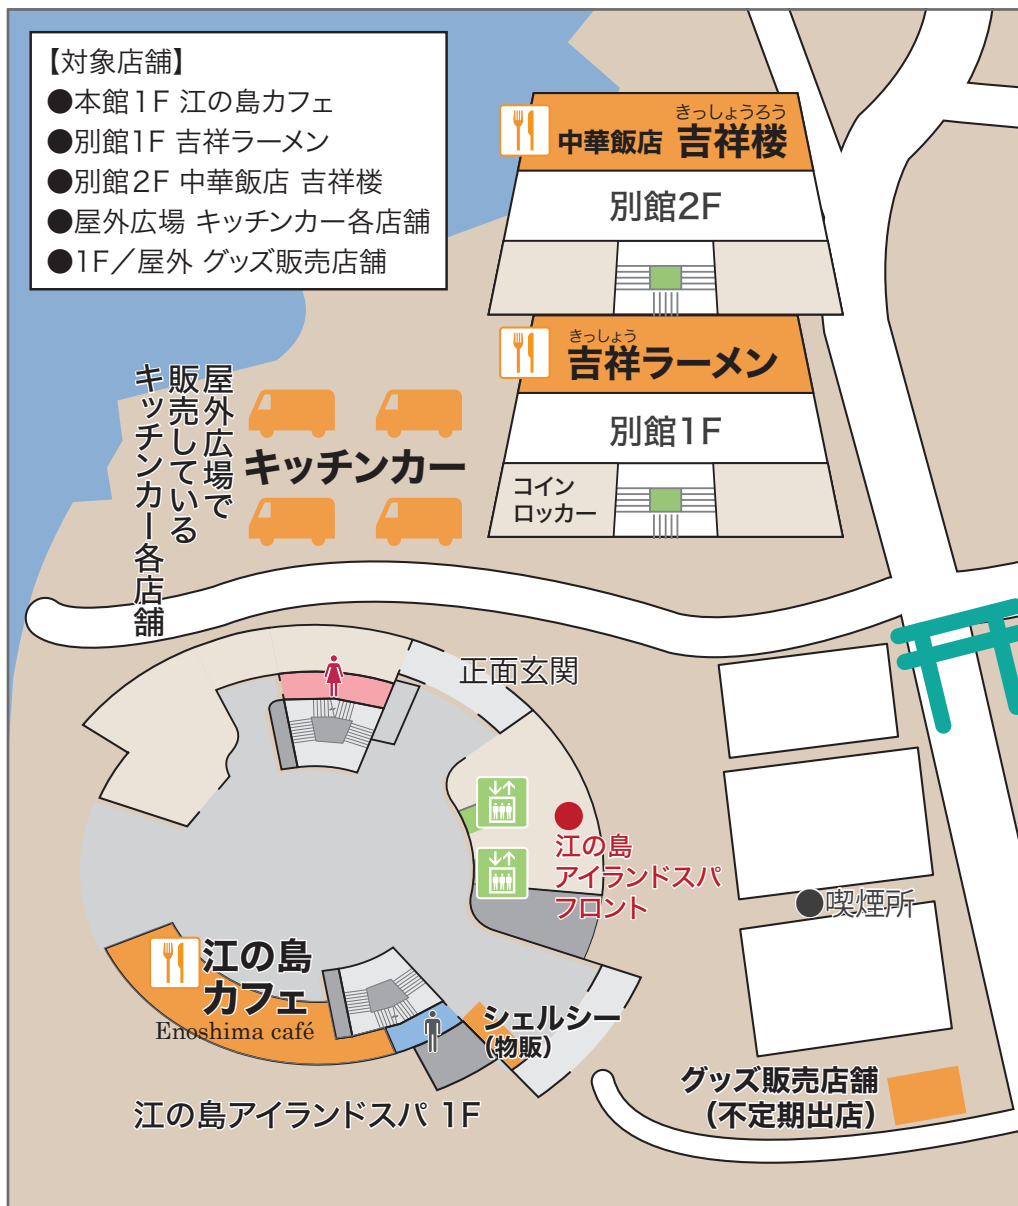 【対象店舗】
●本館1F 江の島カフェ
●別館1F 吉祥ラーメン
●別館2F 中華飯店 吉祥楼
●屋外広場 キッチンカー各店舗
●1F／屋外 グッズ販売店舗
きっしょうろう
中華飯店 吉祥楼
別館2F
きっしょう
吉祥ラーメン
別館1F
コイン
ロッカー
屋外広場で
販売している
キッチンカー各店舗
キッチンカー
正面玄関
江の島
アイランドスパ
フロント
喫煙所
江の島
カフェ
Enoshima café
シェルシー
（物販）
江の島アイランドスパ 1F
グッズ販売店舗
（不定期出店）